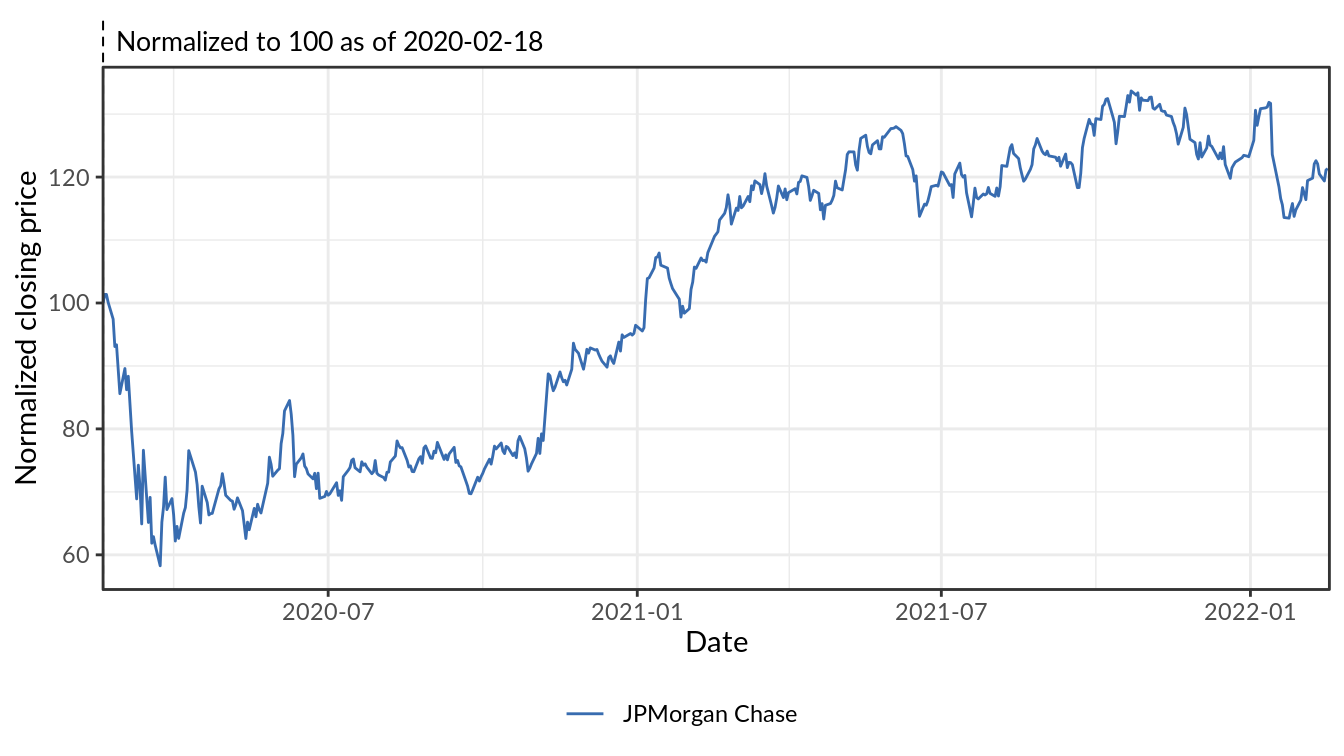 Normalized to 100 as of 2020-02-18
Normalized closing price
120
100
80
60
2020-07
2021-01
2021-07
2022-01
Date
JPMorgan Chase